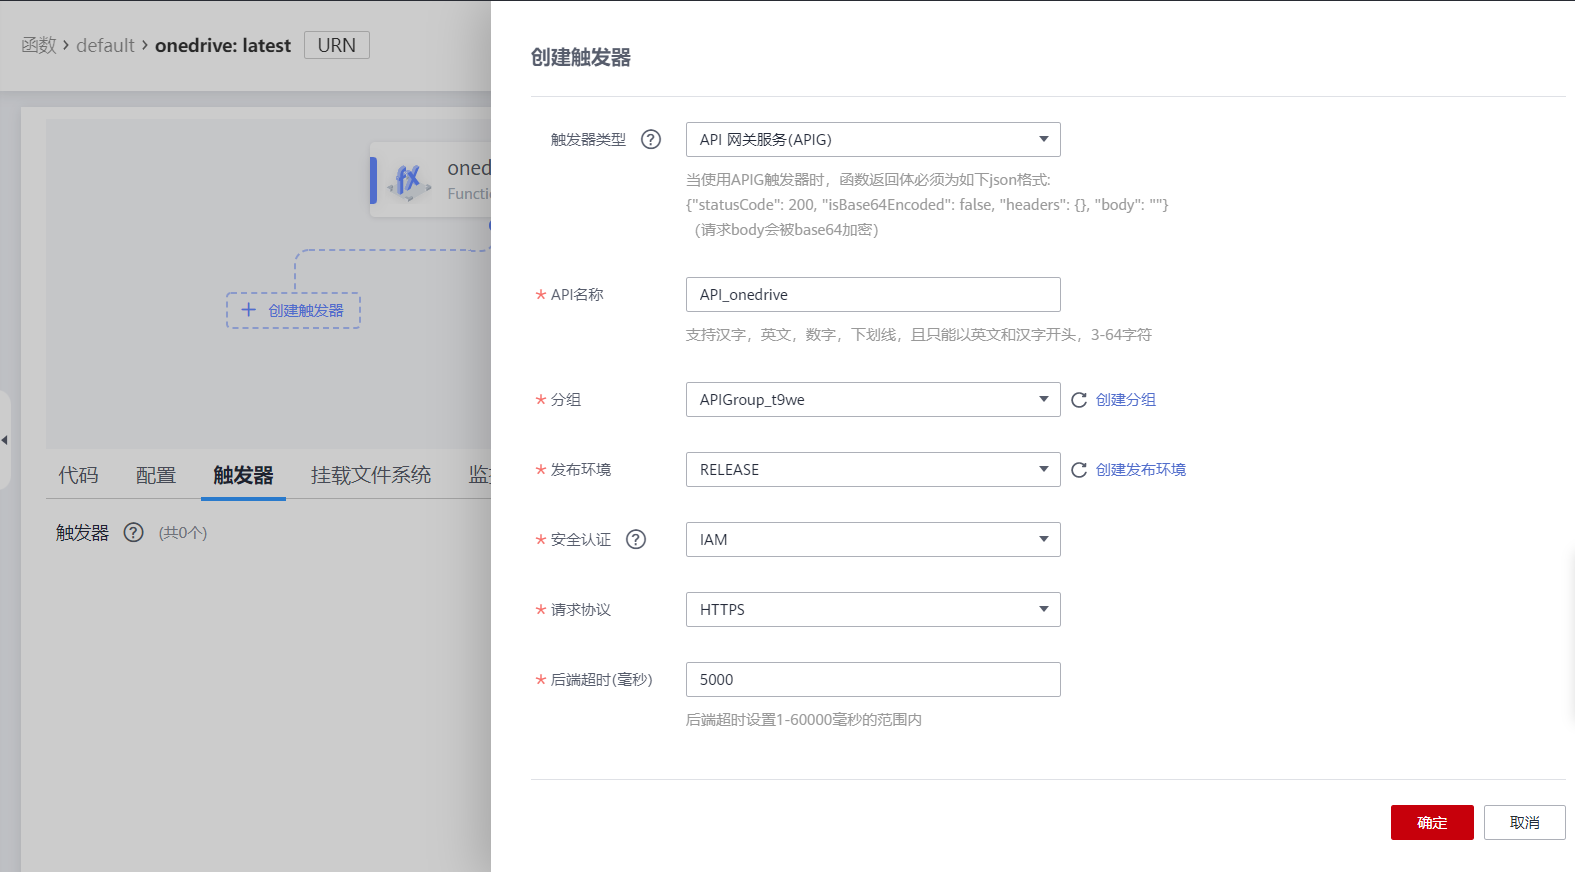 函数 > default > onedrive: latest URN
oned
Functi
+ 创建触发器
代码 配置 触发器 挂载文件系统
触发器 ? (共0个)
创建触发器
触发器类型 ? API 网关服务(APIG)
当使用APIG触发器时，函数返回体必须为如下json格式:
{"statusCode": 200, "isBase64Encoded": false, "headers": {}, "body": ""}
（请求body会被base64加密）
* API名称 API_onedrive
支持汉字，英文，数字，下划线，且只能以英文和汉字开头，3-64字符
* 分组 APIGroup_t9we 创建分组
* 发布环境 RELEASE 创建发布环境
* 安全认证 ? IAM
* 请求协议 HTTPS
* 后端超时(毫秒) 5000
后端超时设置1-60000毫秒的范围内
确定 取消